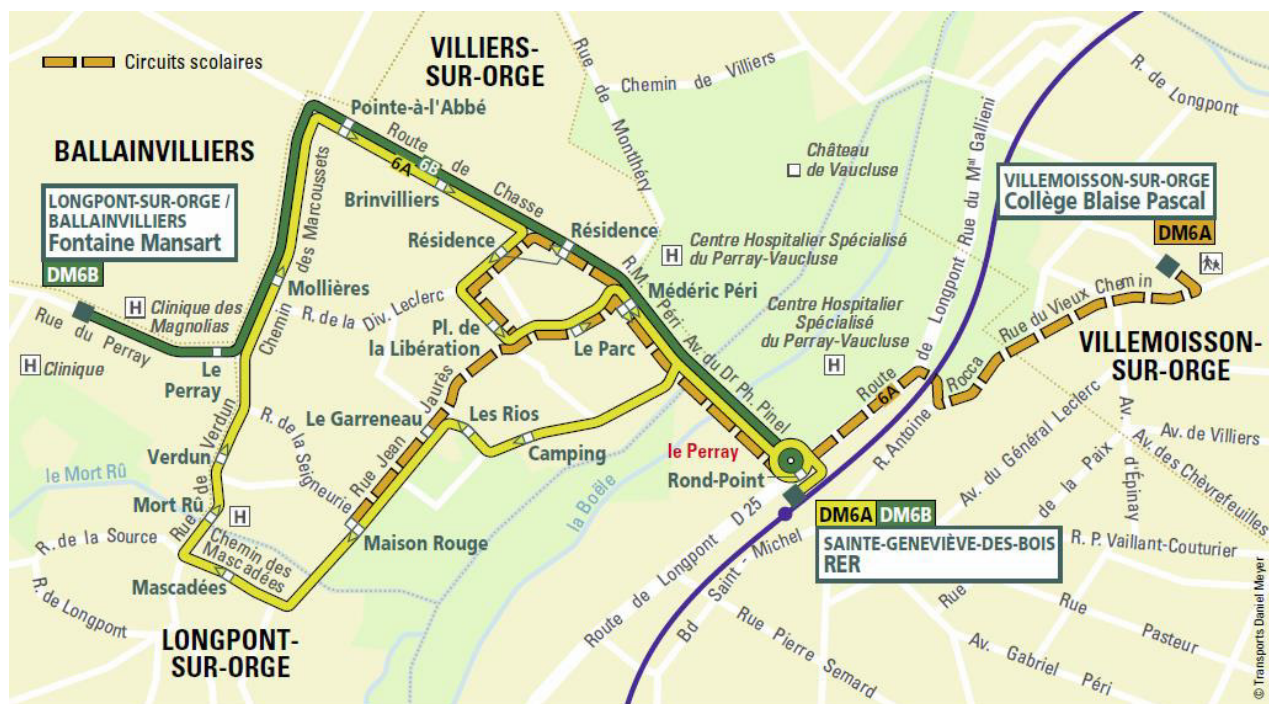 Circuits scolaires
VILLIERS-
SUR-ORGE
Rue de Montlhéry
Chemin de Villiers
R. de Longpont
Pointe-à-l'Abbé
Route de Chasse
6A
6B
BALLAINVILLIERS
LONGPONT-SUR-ORGE /
BALLAINVILLIERS
Fontaine Mansart
DM6B
Brinvilliers
Chemin des Marcoussets
Château
de Vaucluse
Rue du Mal Gallieni
VILLEMOISSON-SUR-ORGE
Collège Blaise Pascal
DM6A
Résidence
Résidence
H
Centre Hospitalier Spécialisé
du Perray-Vaucluse
R.M. Péri
Médéric Péri
Mollières
H
Clinique des
Magnolias
Rue du Perray
R. de la Div. Leclerc
Pl. de
la Libération
Le Parc
Centre Hospitalier
Spécialisé
du Perray-Vaucluse
H
Route de Longpont
6A
Rue du Vieux Chemin
VILLEMOISSON-
SUR-ORGE
H
Clinique
Le
Perray
Av. du Dr Ph. Pinel
R. Antoine Rocca
Le Garreneau
Les Rios
Rue Jean Jaurès
R. de la Seigneurie
Camping
le Perray
Rond-Point
Av. du Général Leclerc
Av. de Villiers
Av. d'Épinay
Av. des Chèvrefeuilles
Verdun
Rue de Verdun
le Mort Rû
Mort Rû
H
R. de la Source
Chemin des
Mascadées
Maison Rouge
Mascadées
la Boële
D 25
Route de Longpont
Bd Saint-Michel
DM6A
DM6B
SAINTE-GENEVIÈVE-DES-BOIS
RER
Rue de la Paix
R. P. Vaillant-Couturier
R. de Longpont
LONGPONT-
SUR-ORGE
Rue Pierre Semard
Av. Gabriel Péri
Rue Pasteur
© Transports Daniel Meyer